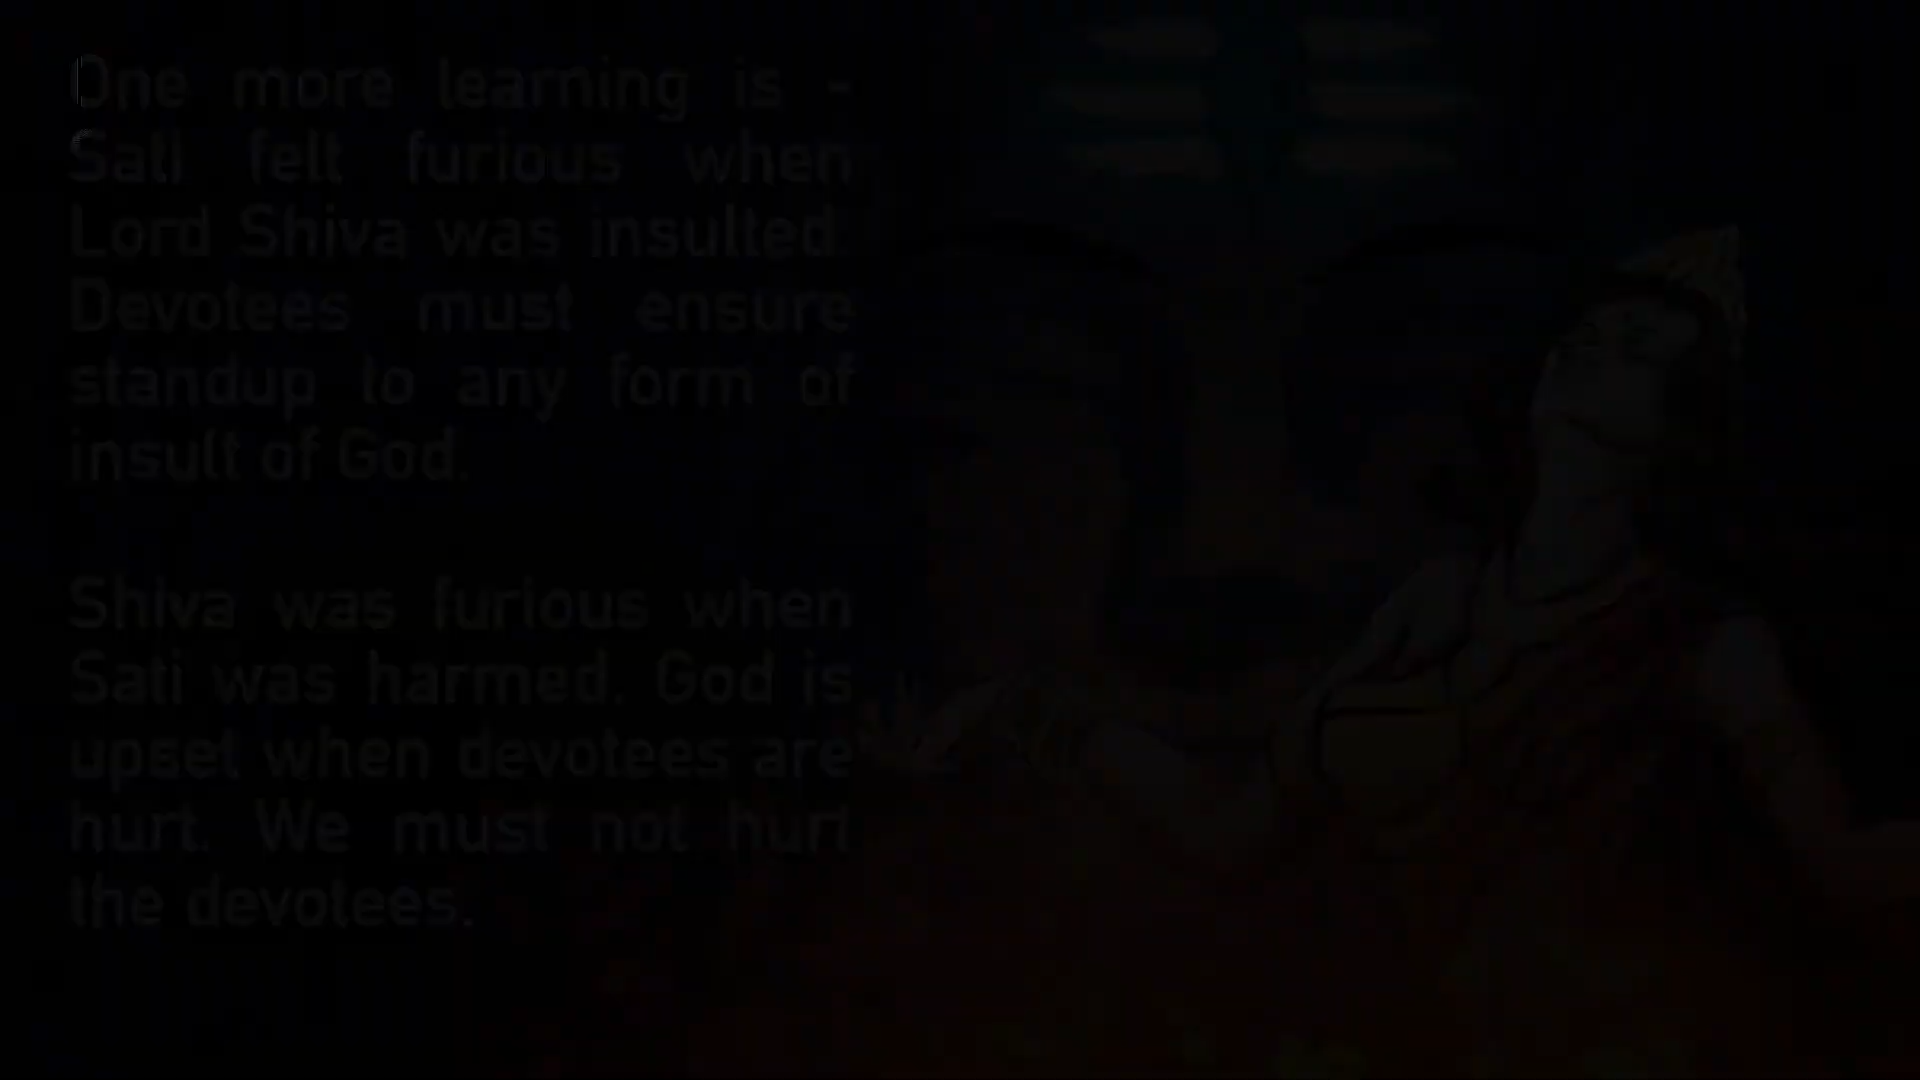 One more learning is -
Sati felt furious when
Lord Shiva was insulted.
Devotees must ensure
standup to any form of
insult of God.
Shiva was furious when
Sati was harmed. God is
upset when devotees are
hurt. We must not hurt
the devotees.